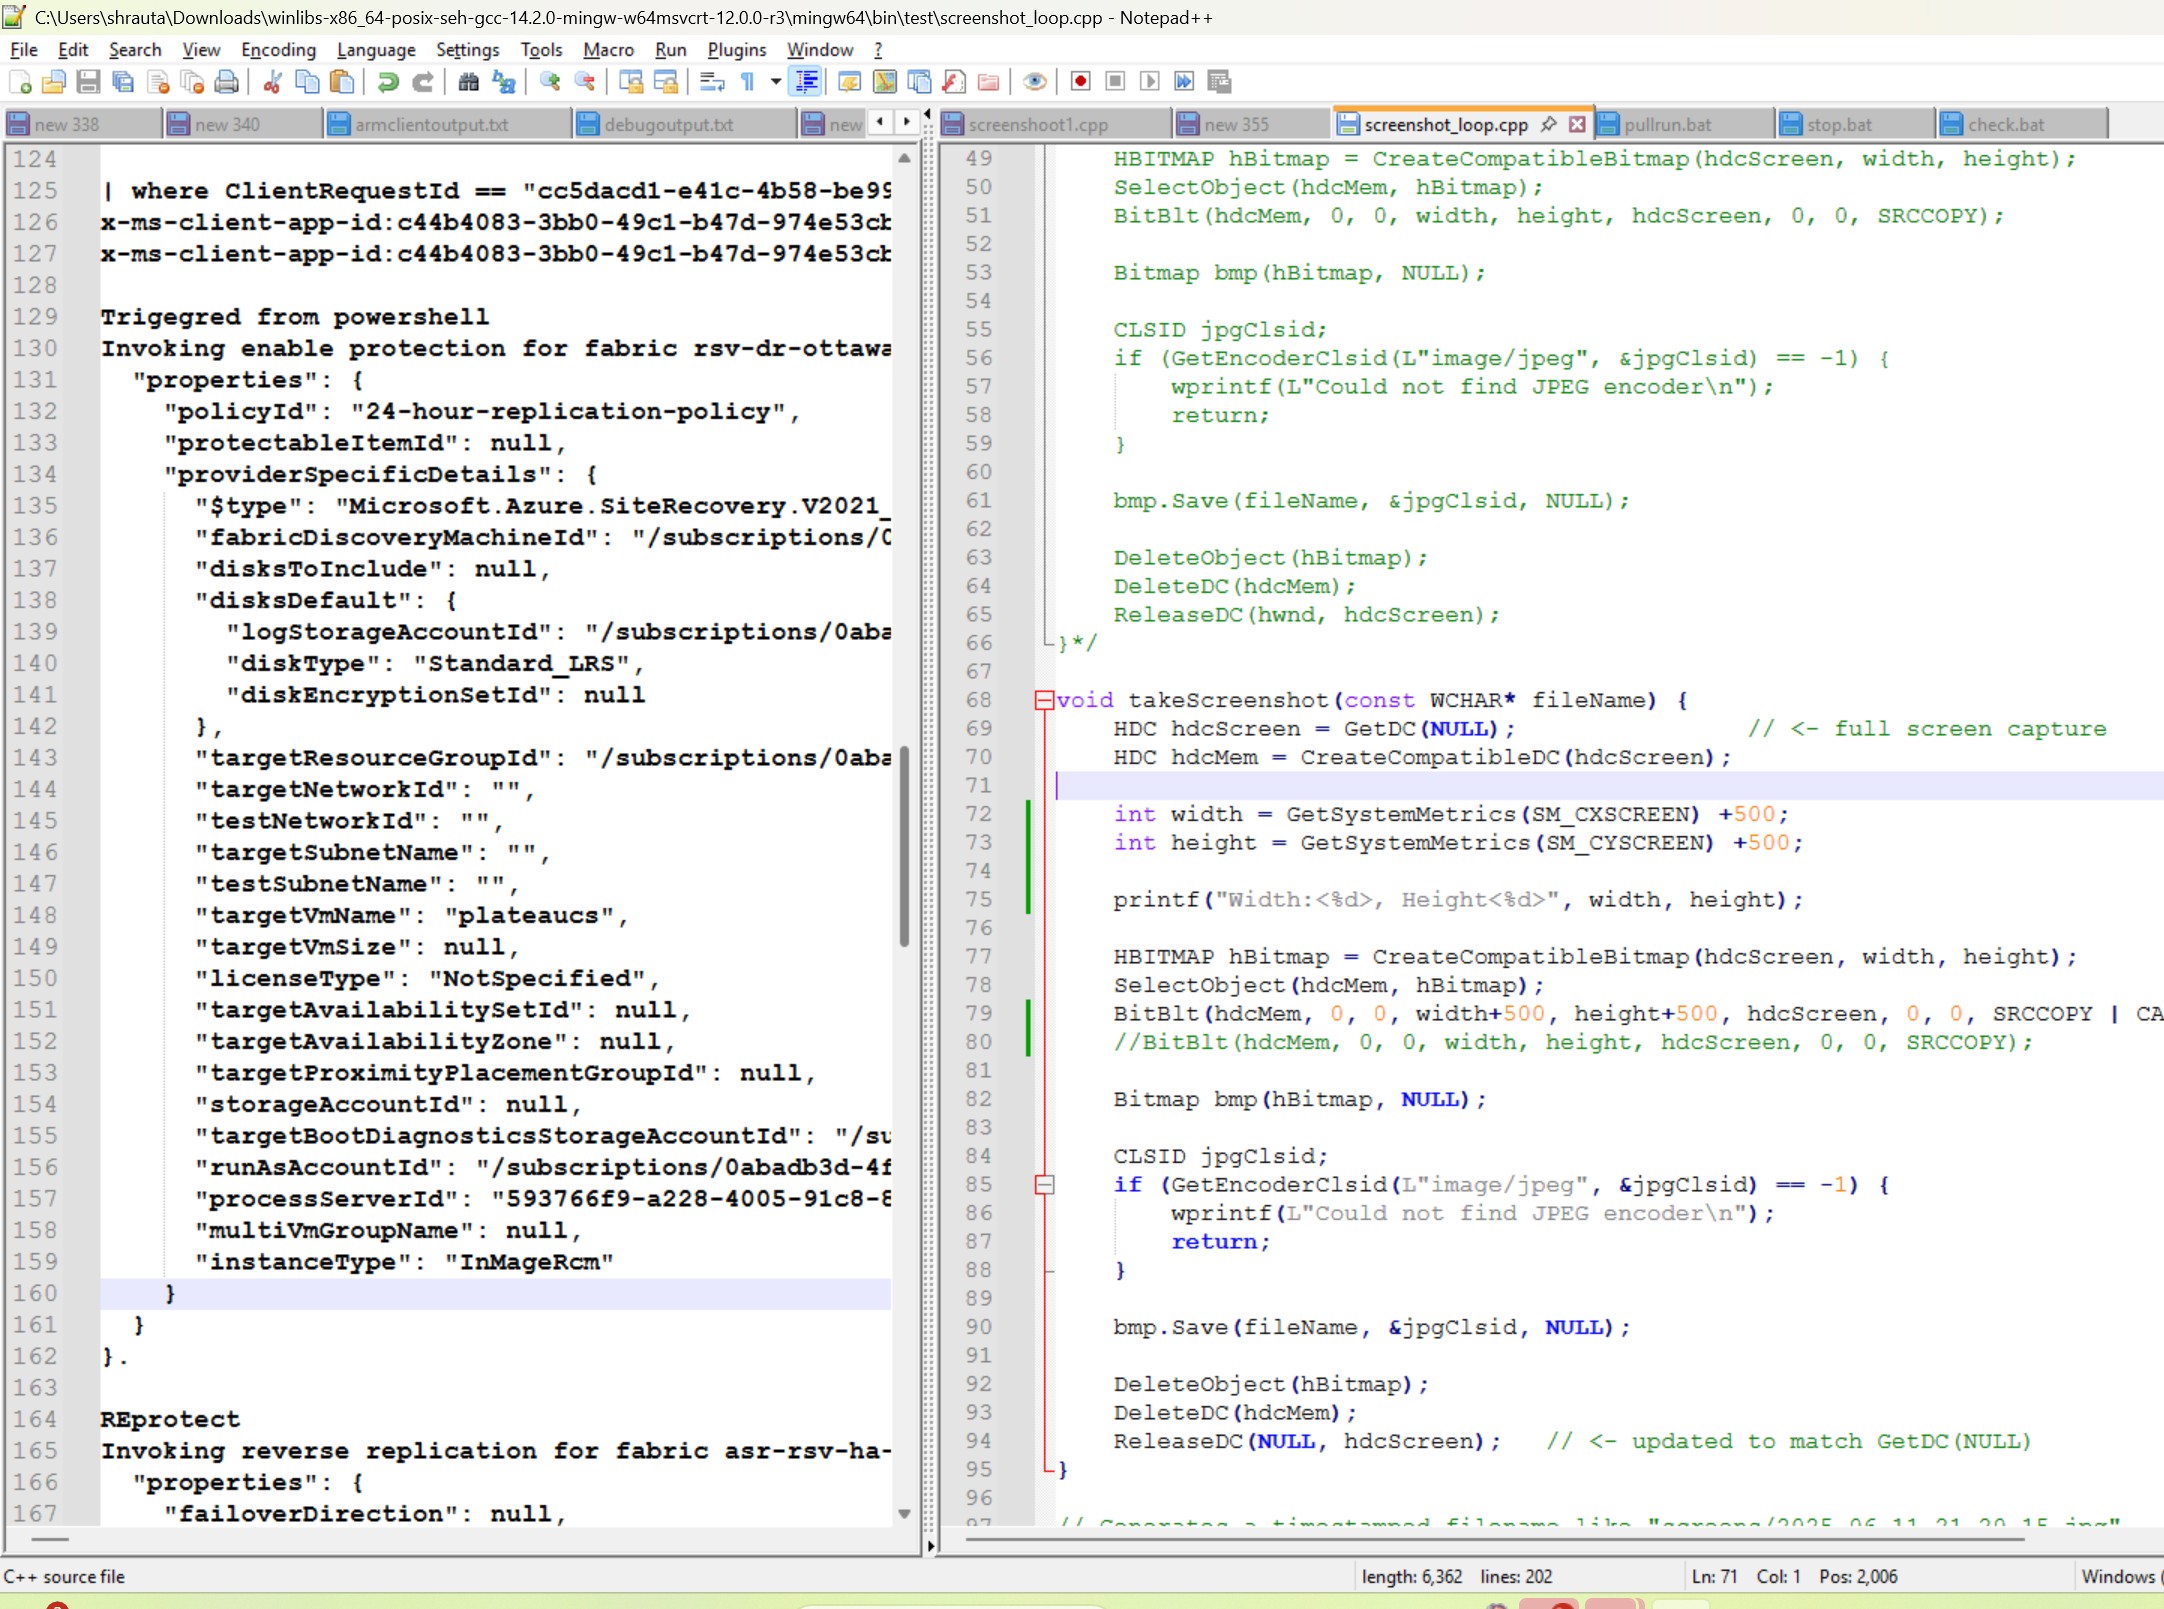 C:\Users\shrauta\Downloads\winlibs-x86_64-posix-seh-gcc-14.2.0-mingw-w64msvcrt-12.0.0-r3\mingw64\bin\test\screenshot_loop.cpp - Notepad++
File Edit Search View Encoding Language Settings Tools Macro Run Plugins Window ?
new 338 new 340 armclientoutput.txt debugoutput.txt new
124
125 | where ClientRequestId == "cc5dacd1-e41c-4b58-be99
126 x-ms-client-app-id:c44b4083-3bb0-49c1-b47d-974e53cb
127 x-ms-client-app-id:c44b4083-3bb0-49c1-b47d-974e53cb
128
129 Trigegred from powershell
130 Invoking enable protection for fabric rsv-dr-ottawa
131 "properties": {
132 "policyId": "24-hour-replication-policy",
133 "protectableItemId": null,
134 "providerSpecificDetails": {
135 "$type": "Microsoft.Azure.SiteRecovery.V2021_
136 "fabricDiscoveryMachineId": "/subscriptions/0
137 "disksToInclude": null,
138 "disksDefault": {
139 "logStorageAccountId": "/subscriptions/0aba
140 "diskType": "Standard_LRS",
141 "diskEncryptionSetId": null
142 },
143 "targetResourceGroupId": "/subscriptions/0aba
144 "targetNetworkId": "",
145 "testNetworkId": "",
146 "targetSubnetName": "",
147 "testSubnetName": "",
148 "targetVmName": "plateaucs",
149 "targetVmSize": null,
150 "licenseType": "NotSpecified",
151 "targetAvailabilitySetId": null,
152 "targetAvailabilityZone": null,
153 "targetProximityPlacementGroupId": null,
154 "storageAccountId": null,
155 "targetBootDiagnosticsStorageAccountId": "/su
156 "runAsAccountId": "/subscriptions/0abadb3d-4f
157 "processServerId": "593766f9-a228-4005-91c8-8
158 "multiVmGroupName": null,
159 "instanceType": "InMageRcm"
160 }
161 }
162 }.
163
164 REprotect
165 Invoking reverse replication for fabric asr-rsv-ha-
166 "properties": {
167 "failoverDirection": null,
screenshoot1.cpp new 355 screenshot_loop.cpp pullrun.bat stop.bat check.bat
49 HBITMAP hBitmap = CreateCompatibleBitmap(hdcScreen, width, height);
50 SelectObject(hdcMem, hBitmap);
51 BitBlt(hdcMem, 0, 0, width, height, hdcScreen, 0, 0, SRCCOPY);
52
53 Bitmap bmp(hBitmap, NULL);
54
55 CLSID jpgClsid;
56 if (GetEncoderClsid(L"image/jpeg", &jpgClsid) == -1) {
57 wprintf(L"Could not find JPEG encoder\n");
58 return;
59 }
60
61 bmp.Save(fileName, &jpgClsid, NULL);
62
63 DeleteObject(hBitmap);
64 DeleteDC(hdcMem);
65 ReleaseDC(hwnd, hdcScreen);
66 }*/
67
68 void takeScreenshot(const WCHAR* fileName) {
69 HDC hdcScreen = GetDC(NULL); // <- full screen capture
70 HDC hdcMem = CreateCompatibleDC(hdcScreen);
71
72 int width = GetSystemMetrics(SM_CXSCREEN) +500;
73 int height = GetSystemMetrics(SM_CYSCREEN) +500;
74
75 printf("Width:<%d>, Height<%d>", width, height);
76
77 HBITMAP hBitmap = CreateCompatibleBitmap(hdcScreen, width, height);
78 SelectObject(hdcMem, hBitmap);
79 BitBlt(hdcMem, 0, 0, width+500, height+500, hdcScreen, 0, 0, SRCCOPY | CA
80 //BitBlt(hdcMem, 0, 0, width, height, hdcScreen, 0, 0, SRCCOPY);
81
82 Bitmap bmp(hBitmap, NULL);
83
84 CLSID jpgClsid;
85 if (GetEncoderClsid(L"image/jpeg", &jpgClsid) == -1) {
86 wprintf(L"Could not find JPEG encoder\n");
87 return;
88 }
89
90 bmp.Save(fileName, &jpgClsid, NULL);
91
92 DeleteObject(hBitmap);
93 DeleteDC(hdcMem);
94 ReleaseDC(NULL, hdcScreen); // <- updated to match GetDC(NULL)
95 }
96
97 // Generates a timestamped filename like "screens/2025
C++ source file length: 6,362 lines: 202 Ln: 71 Col: 1 Pos: 2,006 Windows (